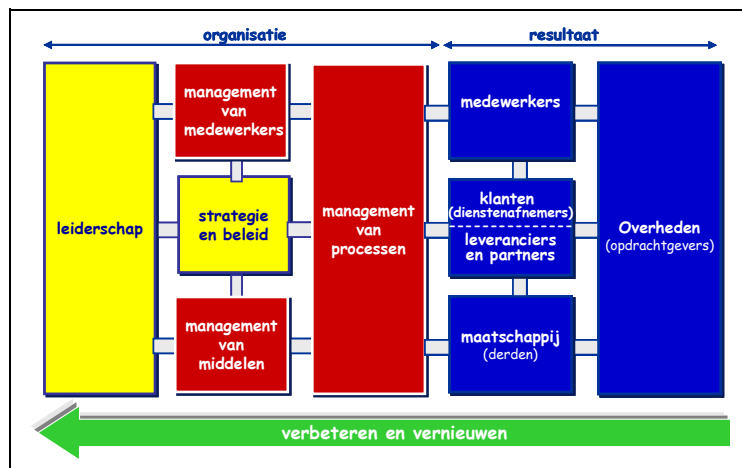 organisatie
resultaat
leiderschap
management
van
medewerkers
strategie
en beleid
management
van
middelen
management
van
processen
medewerkers
klanten
(dienstenafnemers)
leveranciers
en partners
maatschappij
(derden)
Overheden
(opdrachtgevers)
verbeteren en vernieuwen